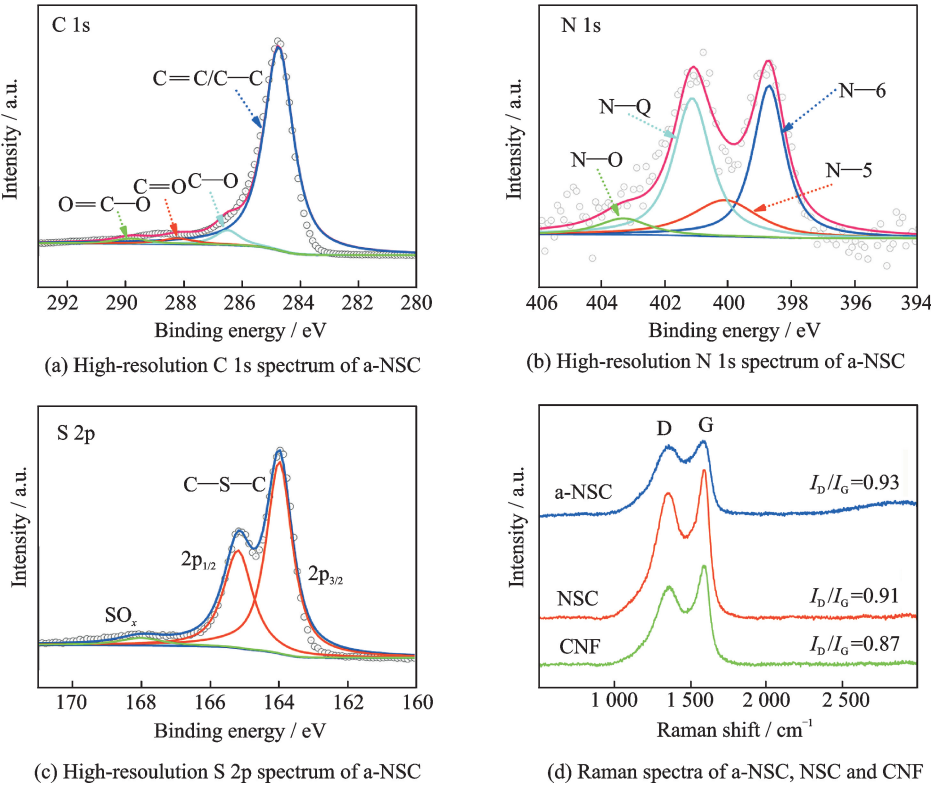 C 1s
C=C/C—C
O=C—O
C=O
C—O
Intensity / a.u.
292 290 288 286 284 282 280
Binding energy / eV
(a) High-resolution C 1s spectrum of a-NSC
N 1s
N—Q
N—O
N—6
N—5
Intensity / a.u.
406 404 402 400 398 396 394
Binding energy / eV
(b) High-resolution N 1s spectrum of a-NSC
S 2p
C—S—C
2p1/2
2p3/2
SOx
Intensity / a.u.
170 168 166 164 162 160
Binding energy / eV
(c) High-resoulution S 2p spectrum of a-NSC
D G
a-NSC ID/IG=0.93
NSC ID/IG=0.91
CNF ID/IG=0.87
Intensity / a.u.
1 000 1 500 2 000 2 500
Raman shift / cm⁻¹
(d) Raman spectra of a-NSC, NSC and CNF